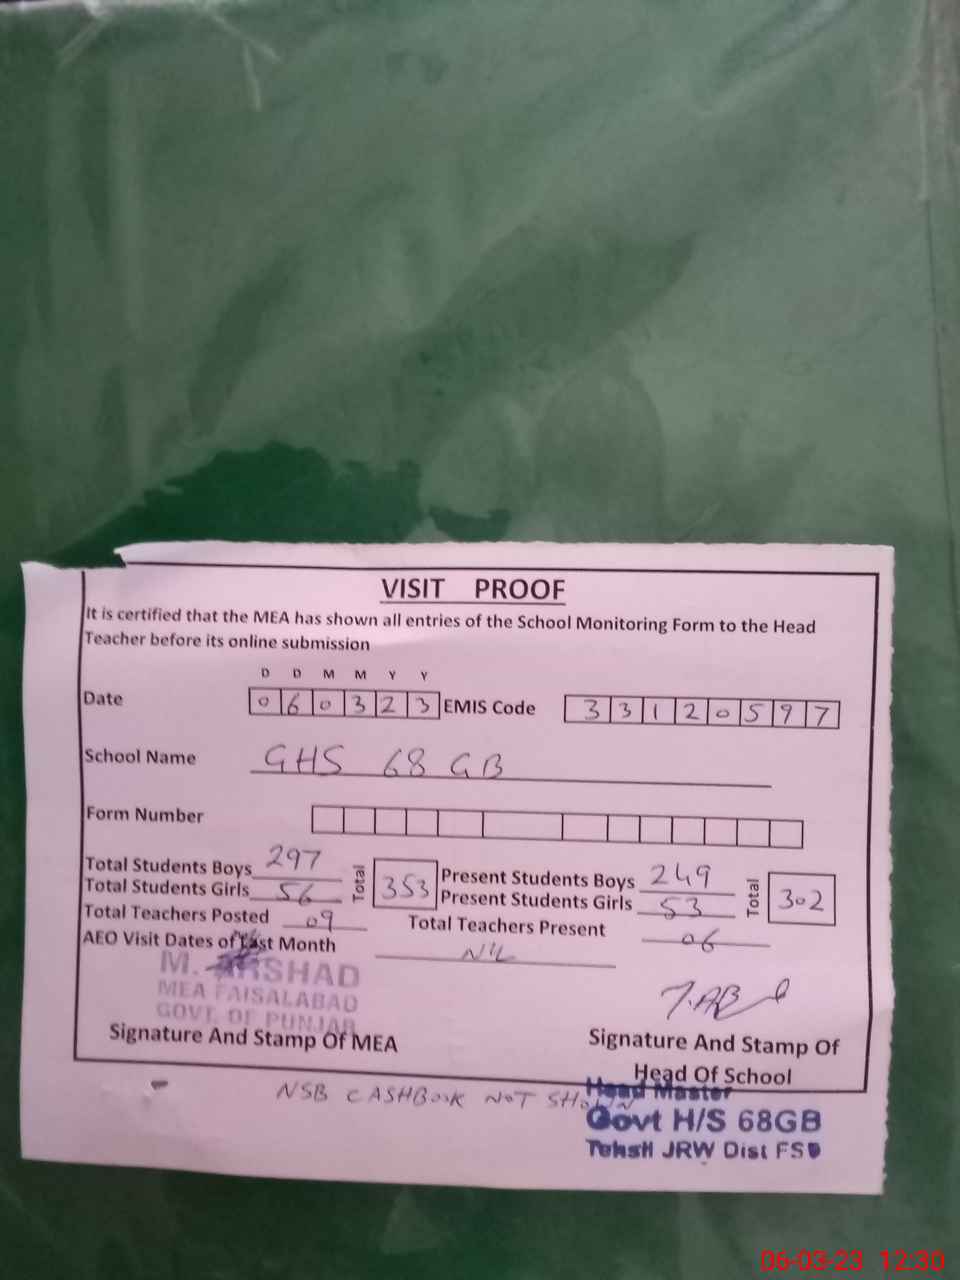 VISIT PROOF
It is certified that the MEA has shown all entries of the School Monitoring Form to the Head
Teacher before its online submission
D D M M Y Y
Date 0 6 0 3 2 3 EMIS Code 3 3 1 2 0 5 9 7
School Name GHS 68 GB
Form Number
Total Students Boys 297 Total 353 Present Students Boys 249 Total 302
Total Students Girls 56 Present Students Girls 53
Total Teachers Posted 09 Total Teachers Present 06
AEO Visit Dates of Last Month NIL
M. ARSHAD
MEA FAISALABAD
GOVT. OF PUNJAB
Signature And Stamp Of MEA
Signature And Stamp Of
Head Of School
NSB CASHBOOK NOT SHOWN
Head Master
Govt H/S 68GB
Tehsil JRW Dist FSD
06-03-23 12:30